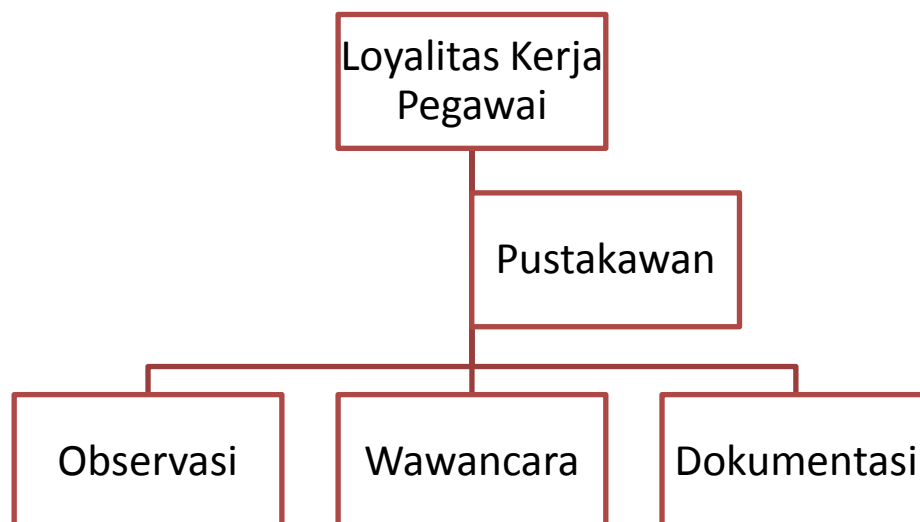 Loyalitas Kerja
Pegawai
Pustakawan
Observasi
Wawancara
Dokumentasi